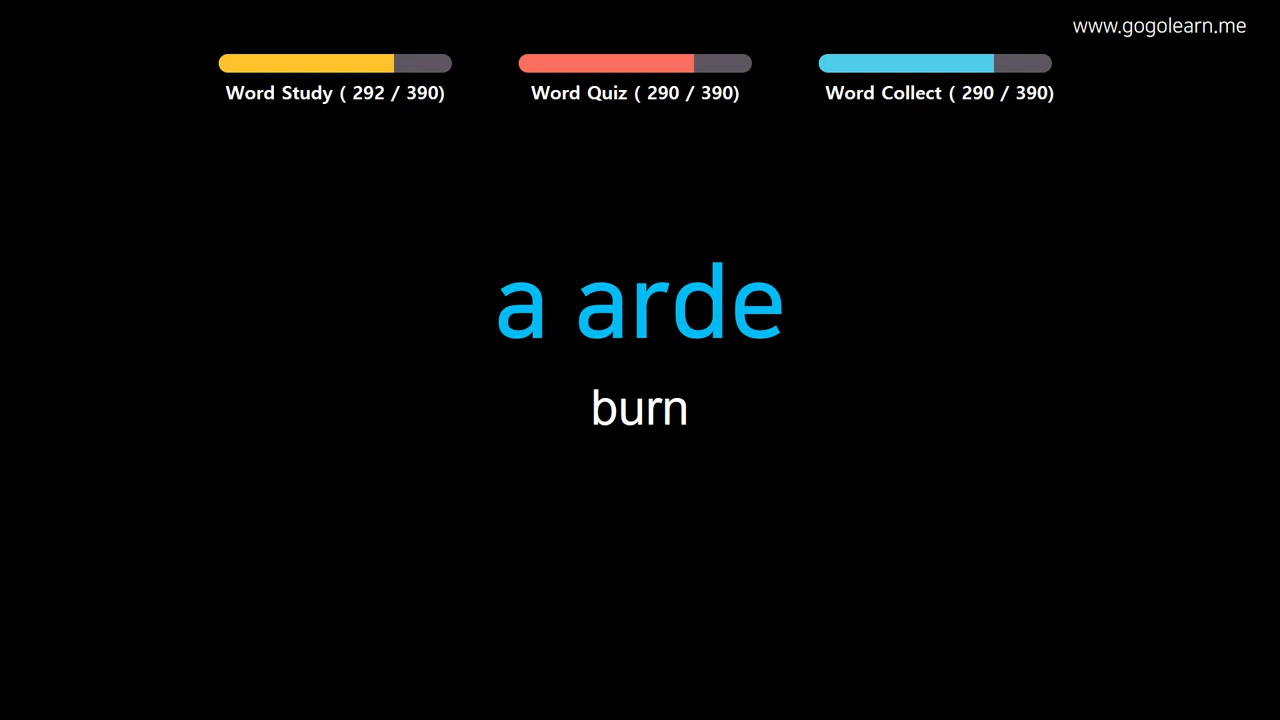 www.gogolearn.me
Word Study ( 292 / 390)
Word Quiz ( 290 / 390)
Word Collect ( 290 / 390)
a arde
burn